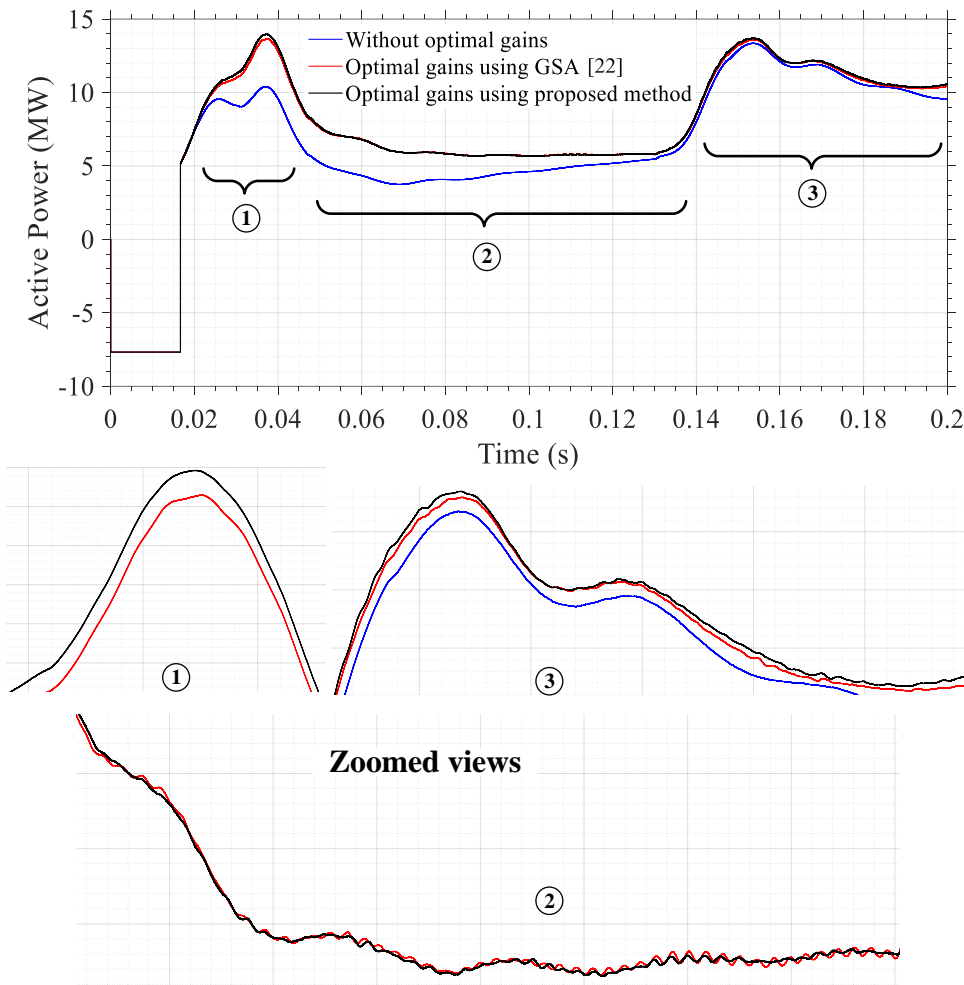 15
10
5
0
-5
-10
Active Power (MW)
Without optimal gains
Optimal gains using GSA [22]
Optimal gains using proposed method
1
2
3
0 0.02 0.04 0.06 0.08 0.1 0.12 0.14 0.16 0.18 0.2
Time (s)
1
3
Zoomed views
2